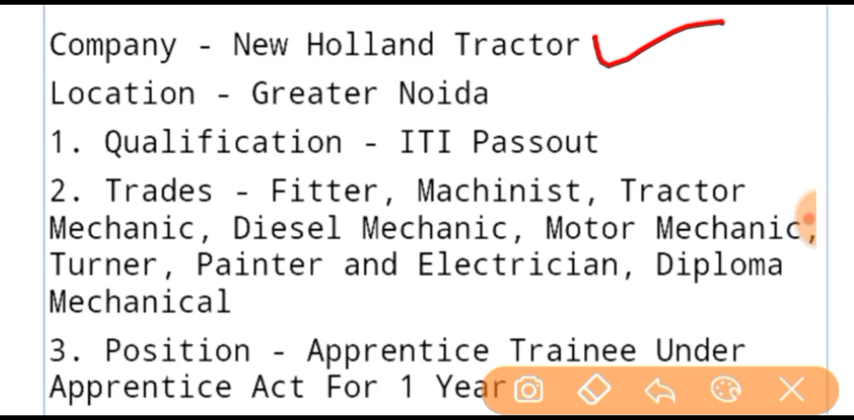 Company - New Holland Tractor
Location - Greater Noida
1. Qualification - ITI Passout
2. Trades - Fitter, Machinist, Tractor
Mechanic, Diesel Mechanic, Motor Mechanic,
Turner, Painter and Electrician, Diploma
Mechanical
3. Position - Apprentice Trainee Under
Apprentice Act For 1 Year